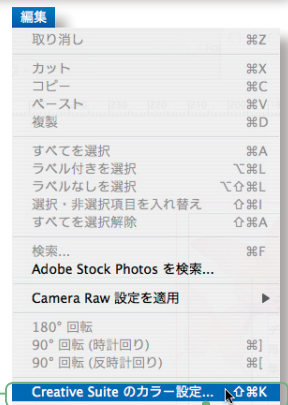 編集
取り消し ⌘Z
カット ⌘X
コピー ⌘C
ペースト ⌘V
複製 ⌘D
すべてを選択 ⌘A
ラベル付きを選択 ⌥⌘L
ラベルなしを選択 ⌥⇧⌘L
選択・非選択項目を入れ替え ⇧⌘I
すべてを選択解除 ⇧⌘A
検索... ⌘F
Adobe Stock Photos を検索...
Camera Raw 設定を適用 ▶
180° 回転
90° 回転 (時計回り) ⌘]
90° 回転 (反時計回り) ⌘[
Creative Suite のカラー設定... ⇧⌘K